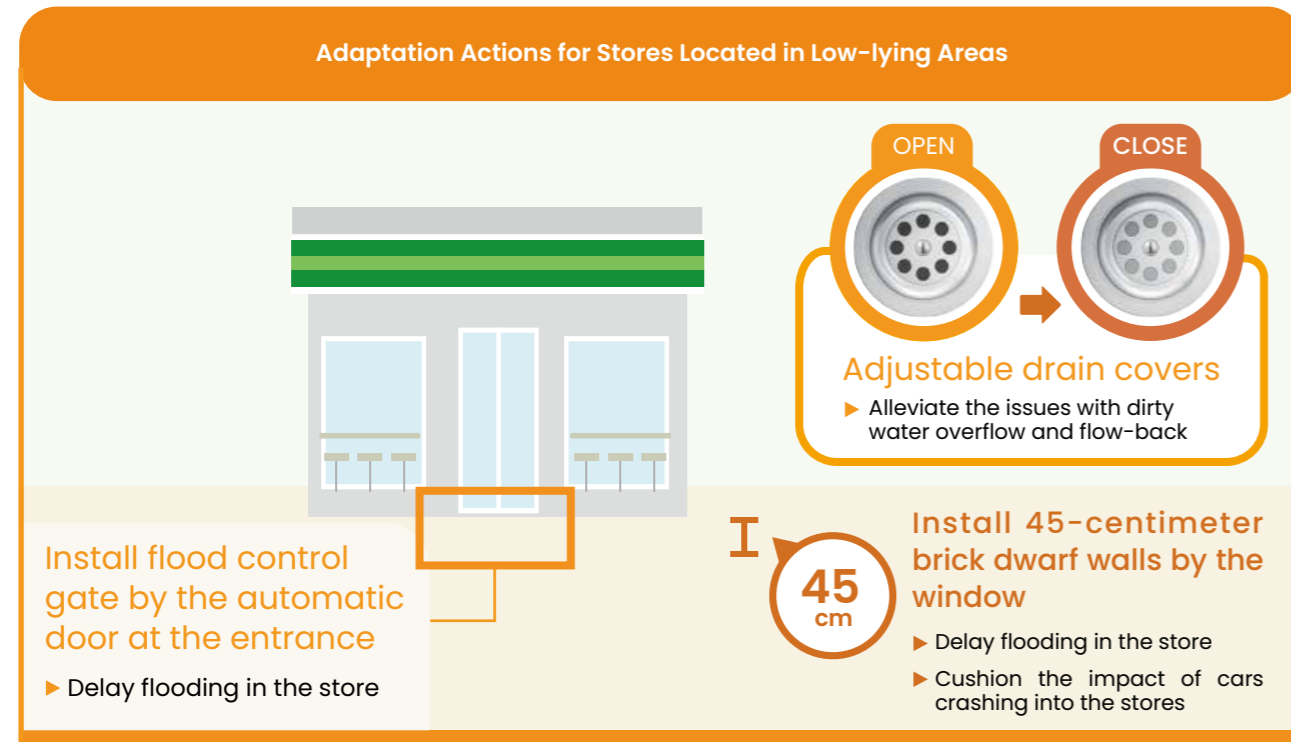 Adaptation Actions for Stores Located in Low-lying Areas
OPEN
CLOSE
Adjustable drain covers
Alleviate the issues with dirty
water overflow and flow-back
Install flood control
gate by the automatic
door at the entrance
Delay flooding in the store
45
cm
Install 45-centimeter
brick dwarf walls by the
window
Delay flooding in the store
Cushion the impact of cars
crashing into the stores